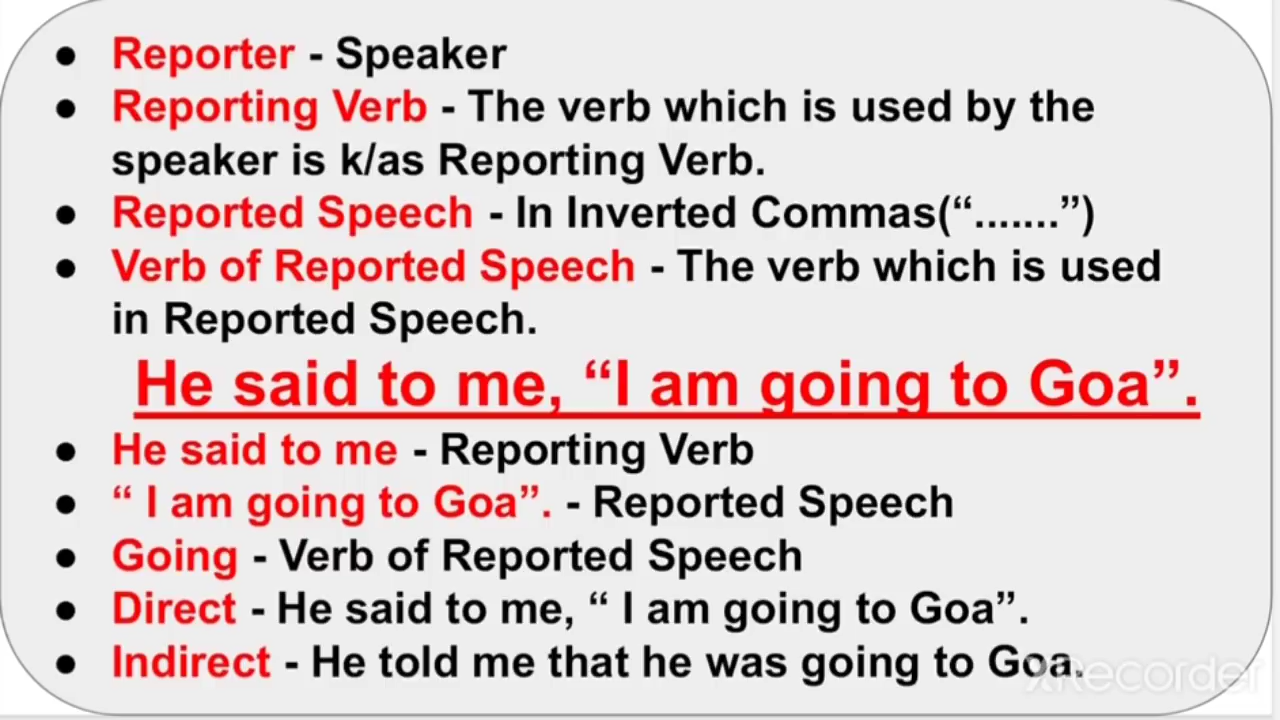 ● Reporter - Speaker
● Reporting Verb - The verb which is used by the
speaker is k/as Reporting Verb.
● Reported Speech - In Inverted Commas(“.......”)
● Verb of Reported Speech - The verb which is used
in Reported Speech.
He said to me, “I am going to Goa”.
● He said to me - Reporting Verb
● “ I am going to Goa”. - Reported Speech
● Going - Verb of Reported Speech
● Direct - He said to me, “ I am going to Goa”.
● Indirect - He told me that he was going to Goa.
XRecorder